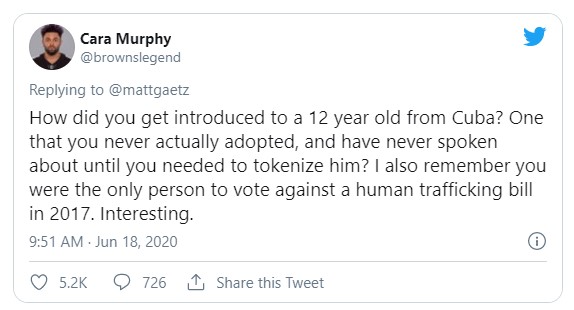 Cara Murphy
@brownslegend
Replying to @mattgaetz
How did you get introduced to a 12 year old from Cuba? One
that you never actually adopted, and have never spoken
about until you needed to tokenize him? I also remember you
were the only person to vote against a human trafficking bill
in 2017. Interesting.
9:51 AM · Jun 18, 2020
5.2K 726 Share this Tweet